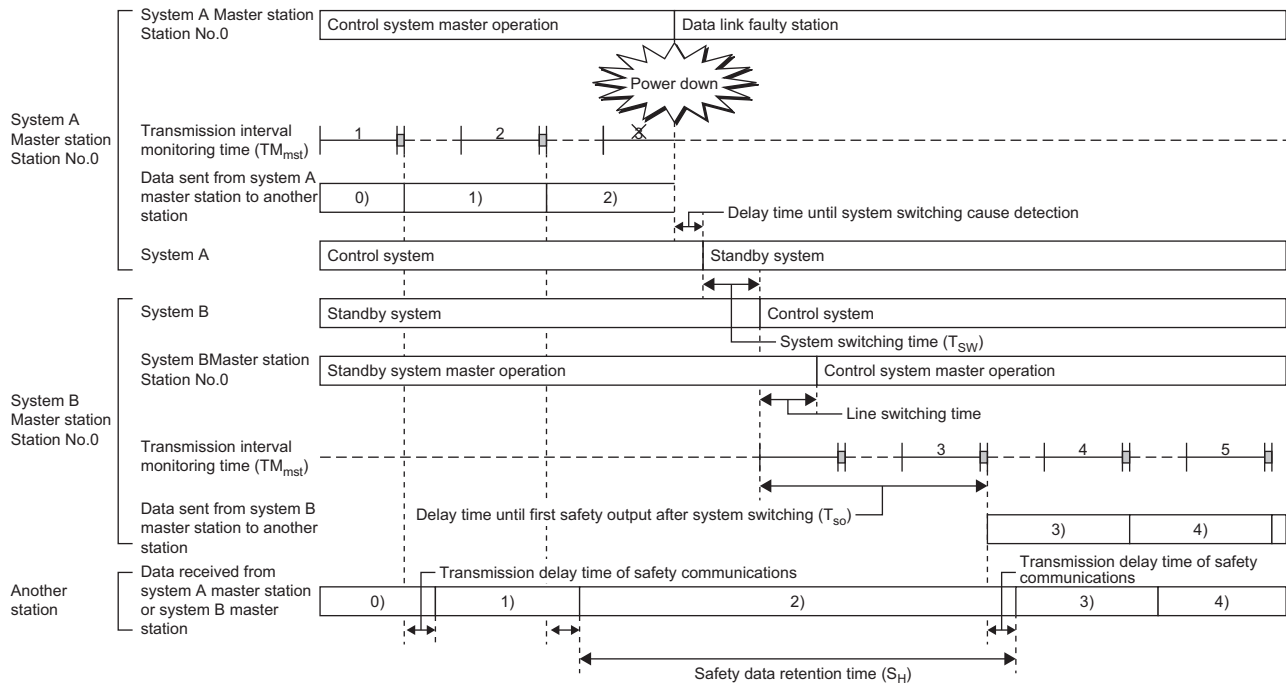 System A Master station
Station No.0
Control system master operation
Data link faulty station
Power down
System A
Master station
Station No.0
Transmission interval
monitoring time (TMmst)
1
2
3
Data sent from system A
master station to another
station
0)
1)
2)
Delay time until system switching cause detection
System A
Control system
Standby system
System B
Standby system
Control system
System switching time (TSW)
System BMaster station
Station No.0
Standby system master operation
Control system master operation
System B
Master station
Station No.0
Line switching time
Transmission interval
monitoring time (TMmst)
3
4
5
Delay time until first safety output after system switching (Tso)
Data sent from system B
master station to another
station
3)
4)
Another
station
Data received from
system A master station
or system B master
station
Transmission delay time of safety communications
Transmission delay time of safety
communications
0)
1)
2)
3)
4)
Safety data retention time (SH)